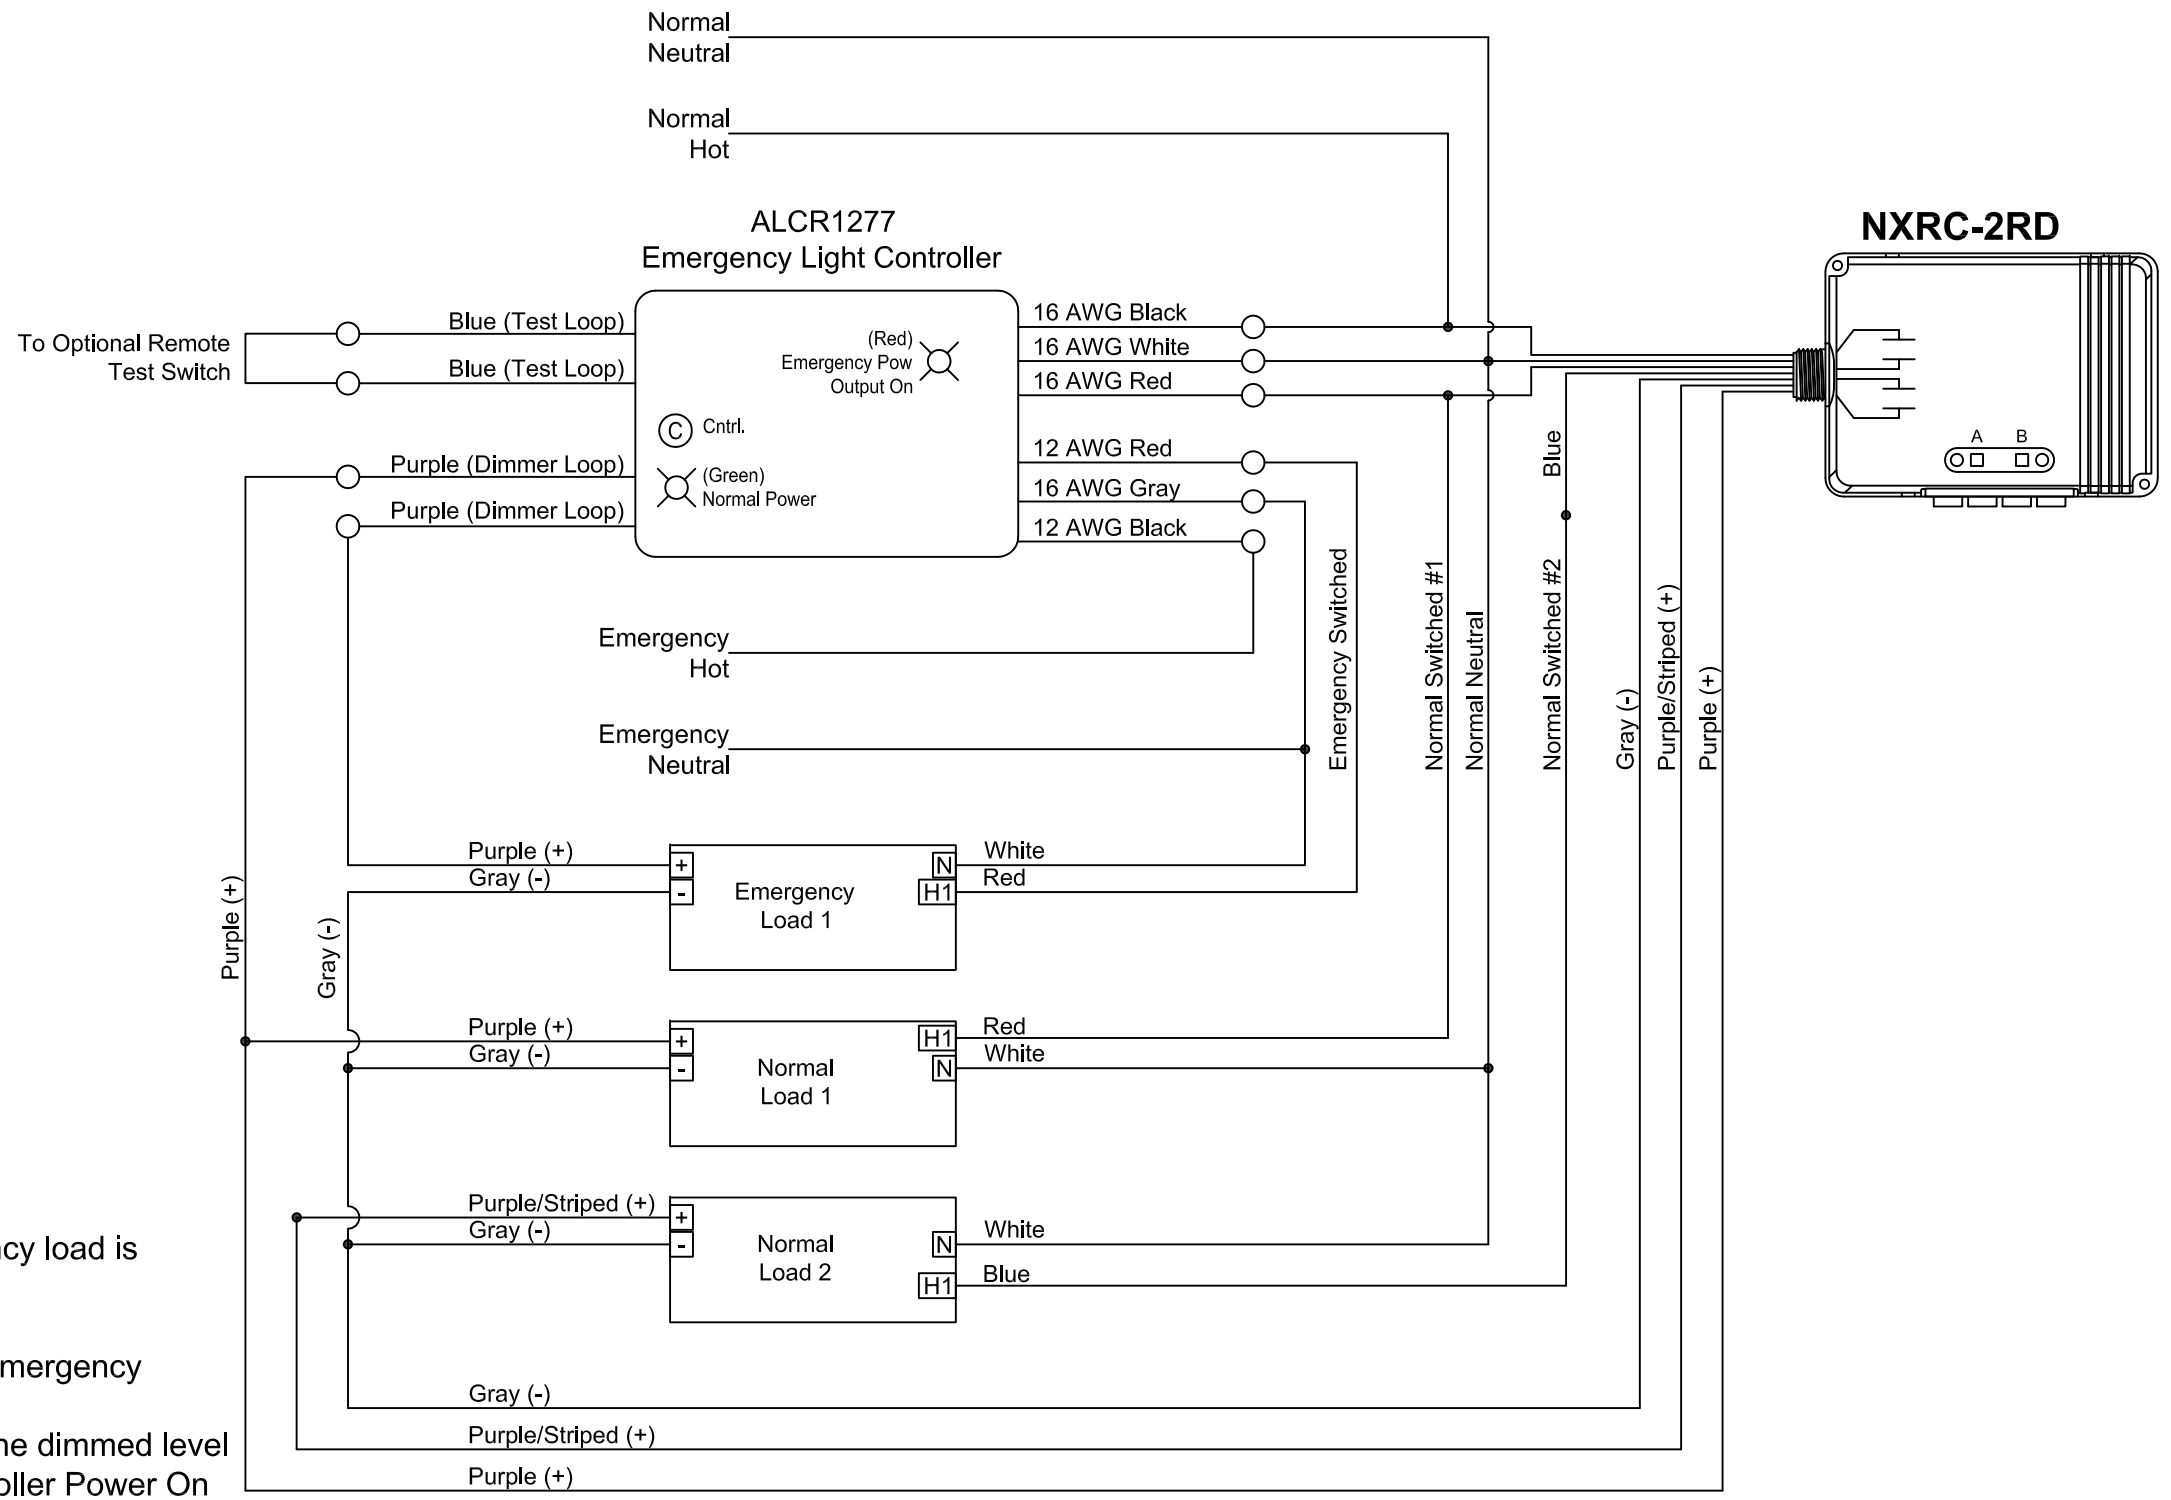 Normal
Neutral
Normal
Hot
ALCR1277
Emergency Light Controller
NXRC-2RD
To Optional Remote
Test Switch
Blue (Test Loop)
Blue (Test Loop)
Purple (Dimmer Loop)
Purple (Dimmer Loop)
(Red)
Emergency Pow
Output On
C Cntrl.
(Green)
Normal Power
16 AWG Black
16 AWG White
16 AWG Red
12 AWG Red
16 AWG Gray
12 AWG Black
A B
Blue
Emergency
Hot
Emergency
Neutral
Emergency Switched
Normal Switched #1
Normal Neutral
Normal Switched #2
Gray (-)
Purple/Striped (+)
Purple (+)
Purple (+)
Gray (-)
Purple (+)
Gray (-)
+
-
Emergency
Load 1
N
H1
White
Red
Purple (+)
Gray (-)
+
-
Normal
Load 1
H1
N
Red
White
Purple/Striped (+)
Gray (-)
+
-
Normal
Load 2
N
H1
White
Blue
Gray (-)
Purple/Striped (+)
Purple (+)
cy load is
mergency
ne dimmed level
oller Power On